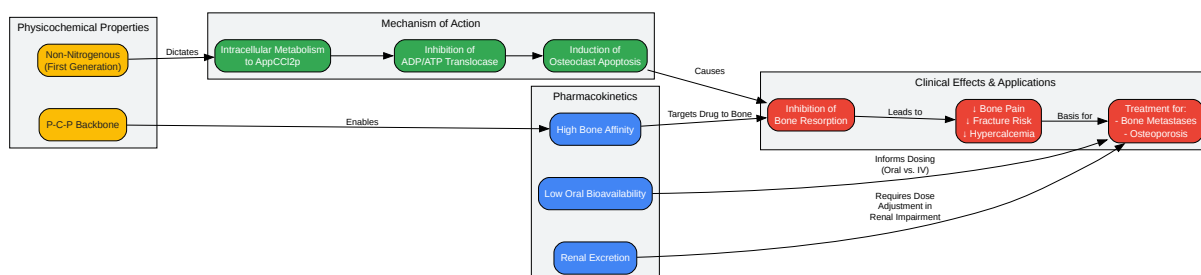 Physicochemical Properties
Non-Nitrogenous
(First Generation)
P-C-P Backbone
Dictates
Enables
Mechanism of Action
Intracellular Metabolism
to AppCCl2p
Inhibition of
ADP/ATP Translocase
Induction of
Osteoclast Apoptosis
Causes
Pharmacokinetics
High Bone Affinity
Low Oral Bioavailability
Renal Excretion
Targets Drug to Bone
Informs Dosing
(Oral vs. IV)
Requires Dose
Adjustment in
Renal Impairment
Clinical Effects & Applications
Inhibition of
Bone Resorption
Leads to
↓ Bone Pain
↓ Fracture Risk
↓ Hypercalcemia
Basis for
Treatment for:
- Bone Metastases
- Osteoporosis